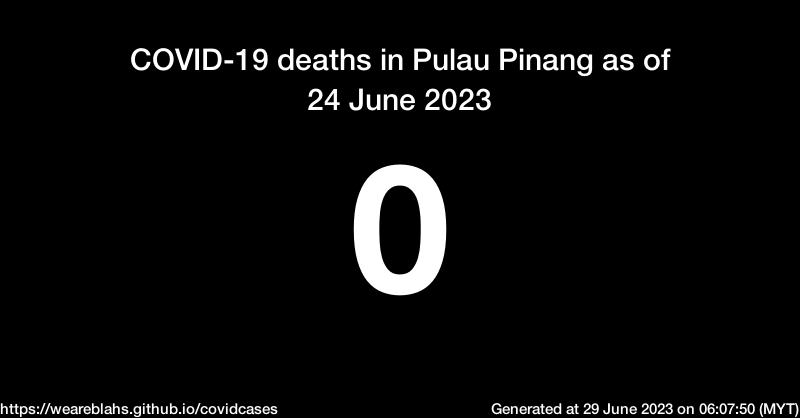 COVID-19 deaths in Pulau Pinang as of
24 June 2023
0
https://weareblahs.github.io/covidcases
Generated at 29 June 2023 on 06:07:50 (MYT)